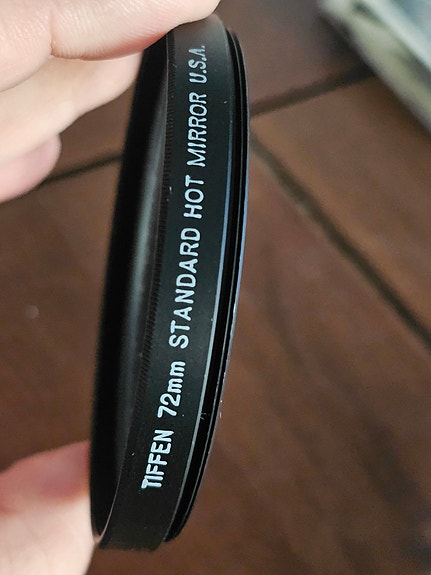 TIFFEN 72mm STANDARD HOT MIRROR U.S.A.